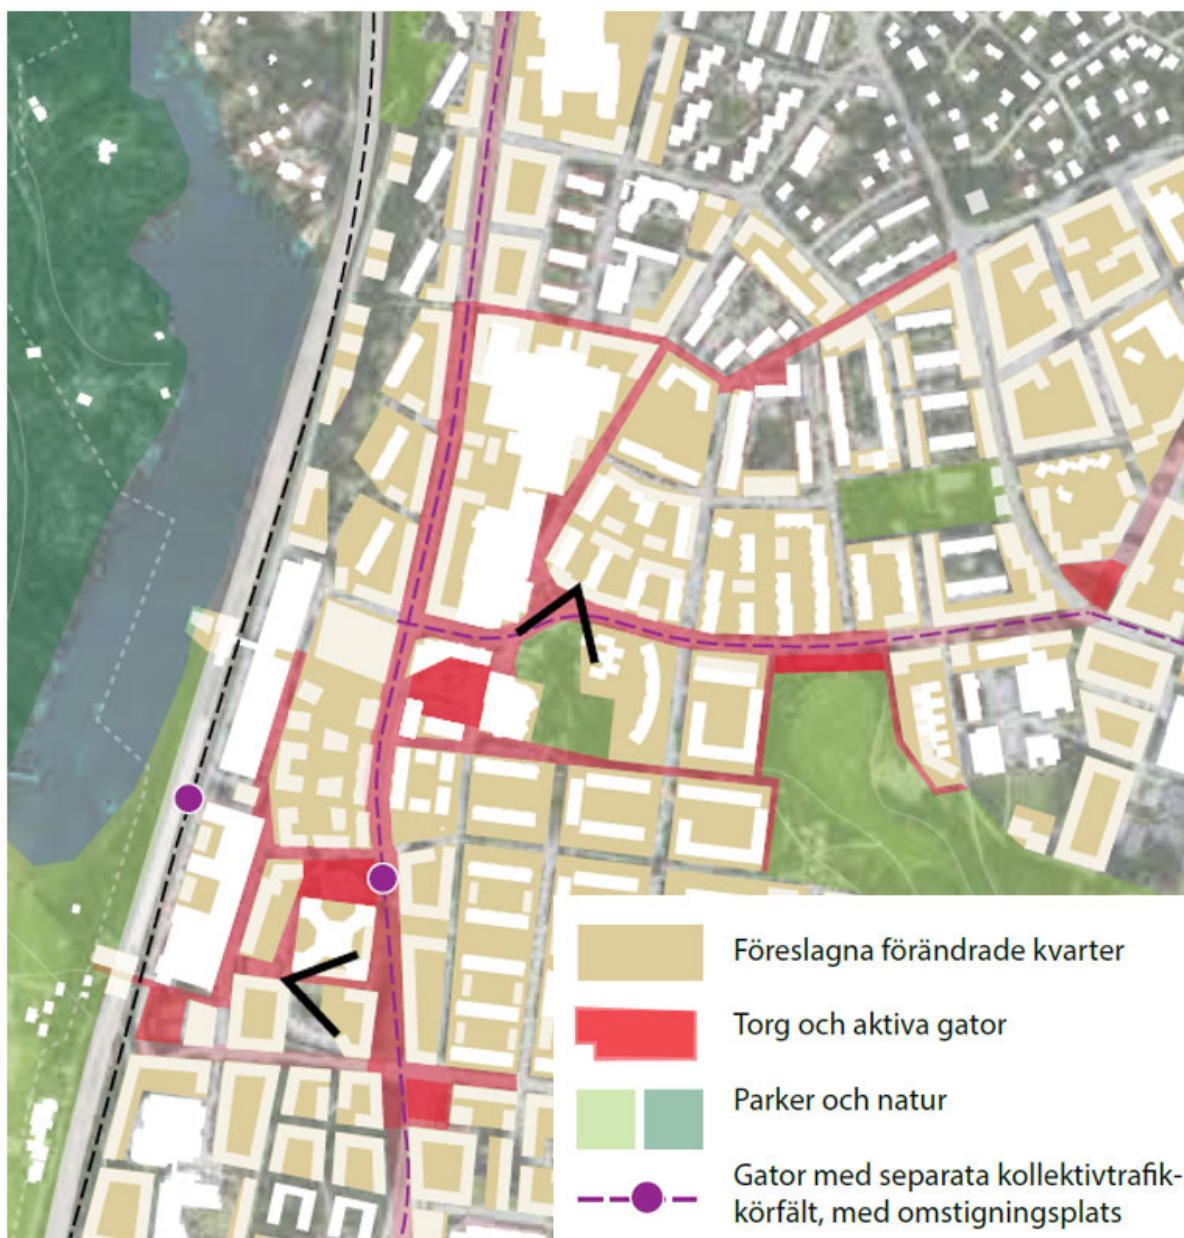 Föreslagna förändrade kvarter
Torg och aktiva gator
Parker och natur
Gator med separata kollektivtrafik-
körfält, med omstigningsplats